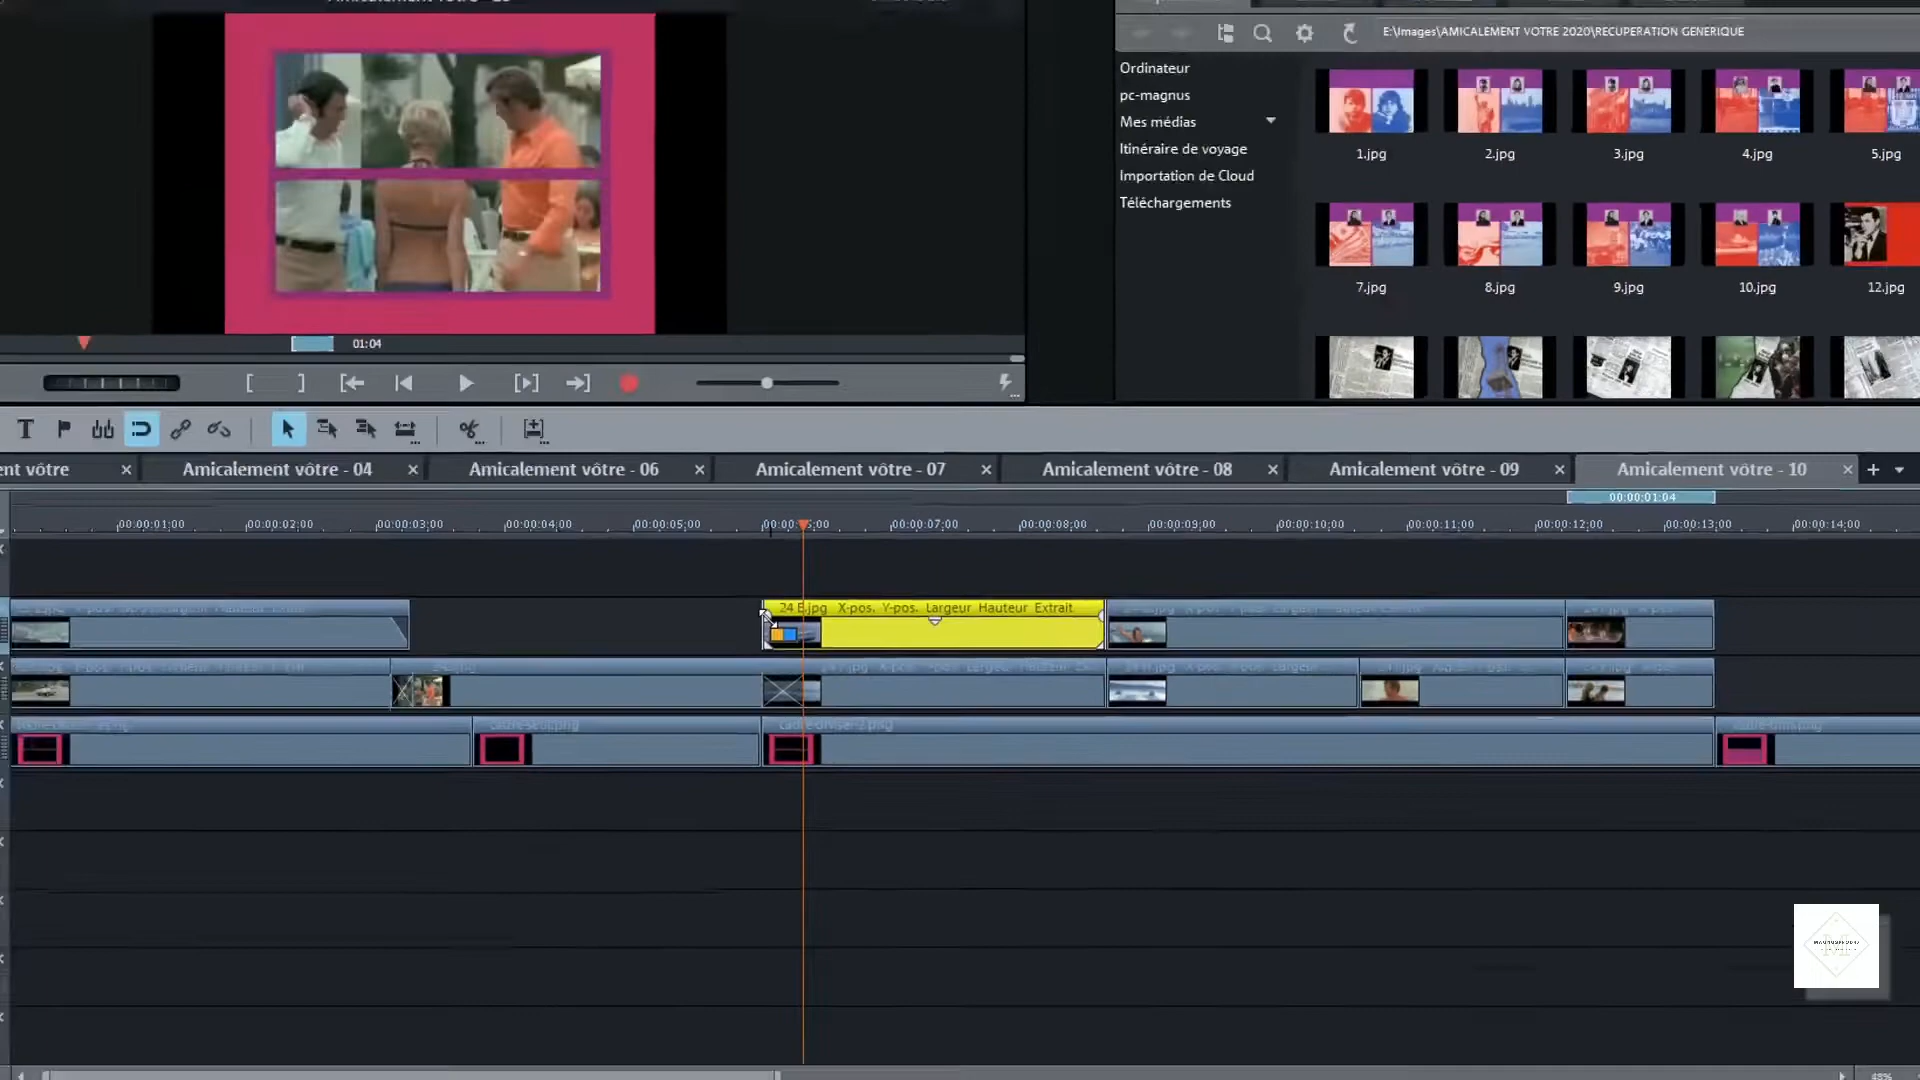 E:\Images\AMICALEMENT VOTRE 2020\RECUPERATION GENERIQUE
Ordinateur
pc-magnus
Mes médias
Itinéraire de voyage
Importation de Cloud
Téléchargements
1.jpg 2.jpg 3.jpg 4.jpg 5.jpg
7.jpg 8.jpg 9.jpg 10.jpg 12.jpg
01:04
nt vôtre
Amicalement vôtre - 04
Amicalement vôtre - 06
Amicalement vôtre - 07
Amicalement vôtre - 08
Amicalement vôtre - 09
Amicalement vôtre - 10
00:00:01:04
00:00:01;00 00:00:02;00 00:00:03;00 00:00:04;00 00:00:05;00 00:00:07;00 00:00:08;00 00:00:09;00 00:00:10;00 00:00:11;00 00:00:12;00 00:00:13;00 00:00:14;00
24 E.jpg X-pos. Y-pos. Largeur Hauteur Extrait